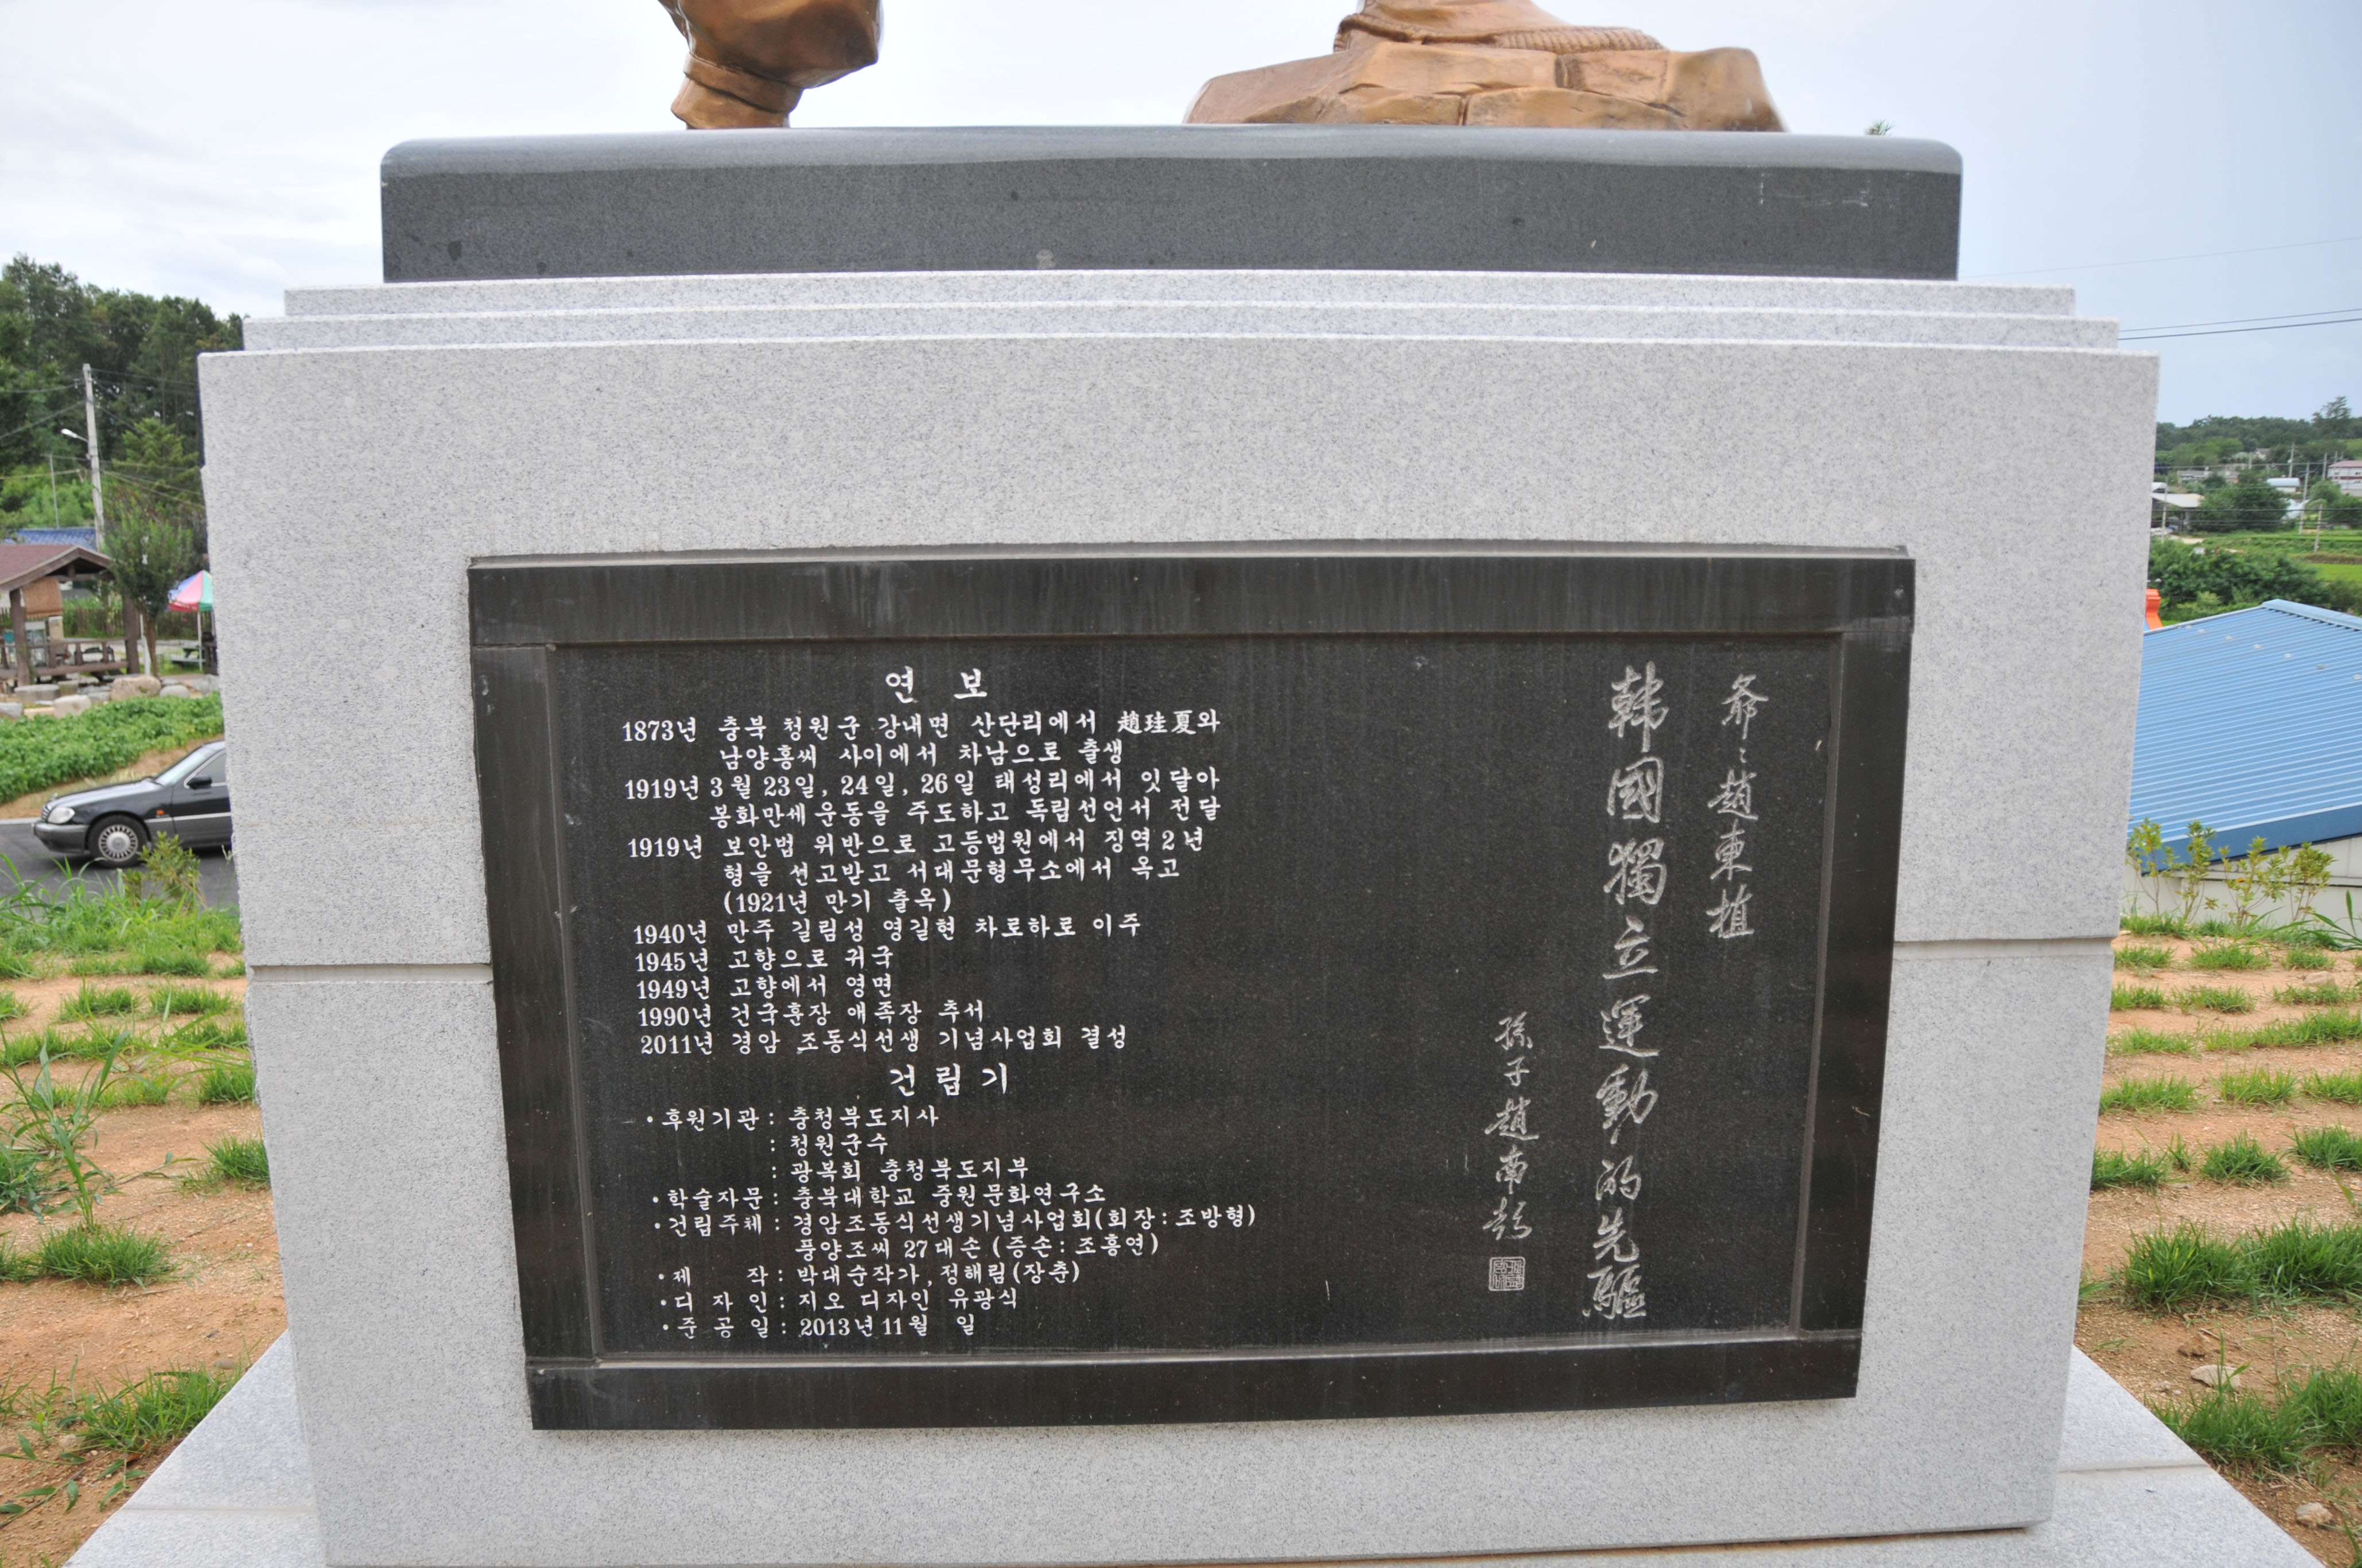 연 보
1873년 충북 청원군 강내면 산단리에서 趙珪夏와
남양홍씨 사이에서 차남으로 출생
1919년 3월 23일, 24일, 26일 태성리에서 잇달아
봉화만세운동을 주도하고 독립선언서 전달
1919년 보안법 위반으로 고등법원에서 징역 2년
형을 선고받고 서대문형무소에서 옥고
(1921년 만기 출옥)
1940년 만주 길림성 영길현 차로하로 이주
1945년 고향으로 귀국
1949년 고향에서 영면
1990년 건국훈장 애족장 추서
2011년 경암 조동식선생 기념사업회 결성
건 립 기
·후원기관 : 충청북도지사
: 청원군수
: 광복회 충청북도지부
·학술자문 : 충북대학교 중원문화연구소
·건립주체 : 경암조동식선생기념사업회(회장:조방형)
풍양조씨 27대손 (증손:조흥연)
·제 작 : 박대순작가, 정해림(장춘)
·디 자 인 : 지오 디자인 유광식
·준 공 일 : 2013년 11월 일
爷々趙東植
韩國獨立運動的先驅
孫子趙南